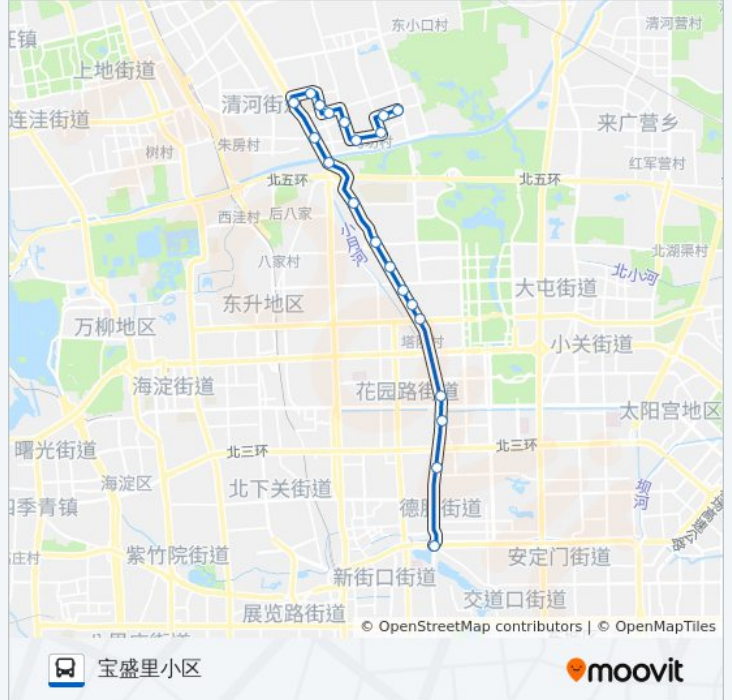 东小口村
清河营村
王镇
上地街道
清河街
连洼街道
来广营乡
朱房村
树村
红军营村
北五环
北五环
西洼村
后八家
小月河
北湖渠村
八家村
北小河
大屯街道
东升地区
万柳地区
小关街道
海淀街道
花园路街道
太阳宫地区
北三环
北三环
曙光街道
海淀区
北下关街道
坝河
四季青镇
德胜街道
紫竹院街道
安定门街道
新街口街道
交道口街道
展览路街道
© OpenStreetMap contributors | © OpenMapTiles
宝盛里小区
moovit